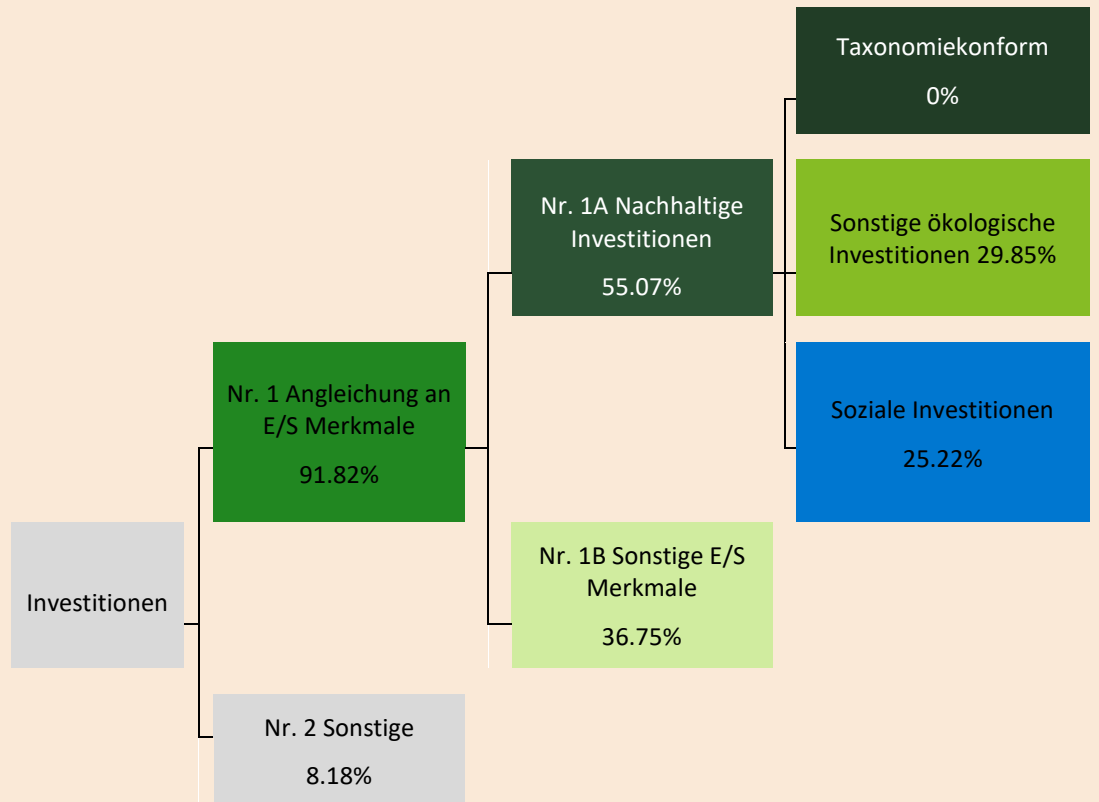 Taxonomiekonform
0%
Nr. 1A Nachhaltige
Investitionen
55.07%
Sonstige ökologische
Investitionen 29.85%
Nr. 1 Angleichung an
E/S Merkmale
91.82%
Soziale Investitionen
25.22%
Investitionen
Nr. 1B Sonstige E/S
Merkmale
36.75%
Nr. 2 Sonstige
8.18%